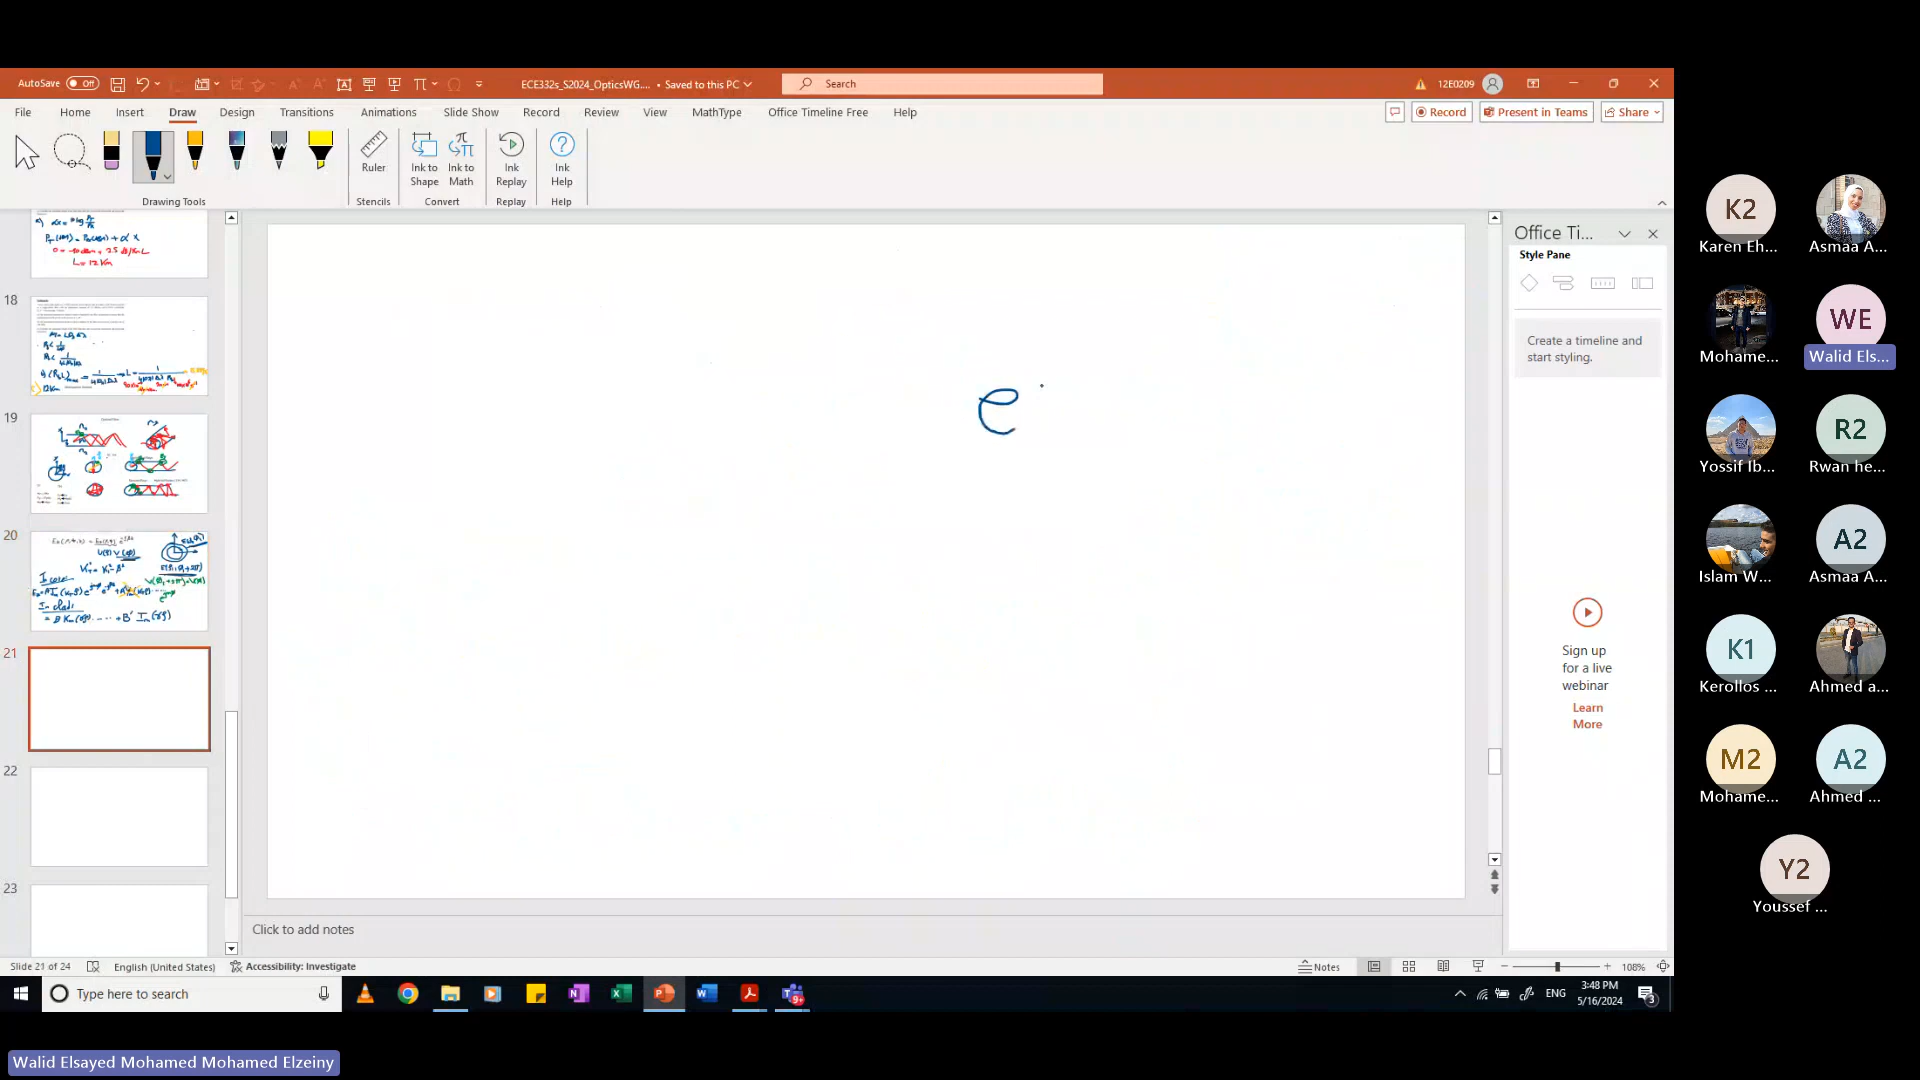 AutoSave Off
ECE332s_S2024_OpticsWG.... • Saved to this PC
Search
12E0209
File Home Insert Draw Design Transitions Animations Slide Show Record Review View MathType Office Timeline Free Help
Record Present in Teams Share
Ruler
Ink to Shape
Ink to Math
Ink Replay
Ink Help
Drawing Tools
Stencils
Convert
Replay
Help
18
19
20
21
22
23
e
Click to add notes
Office Ti...
Style Pane
Create a timeline and
start styling.
Sign up
for a live
webinar
Learn
More
Slide 21 of 24 English (United States) Accessibility: Investigate
Notes 108%
Type here to search
ENG
3:48 PM
5/16/2024
3
K2
Karen Eh...
Asmaa A...
Mohame...
WE
Walid Els...
Yossif Ib...
R2
Rwan he...
Islam W...
A2
Asmaa A...
K1
Kerollos ...
Ahmed a...
M2
Mohame...
A2
Ahmed ...
Y2
Youssef ...
Walid Elsayed Mohamed Mohamed Elzeiny